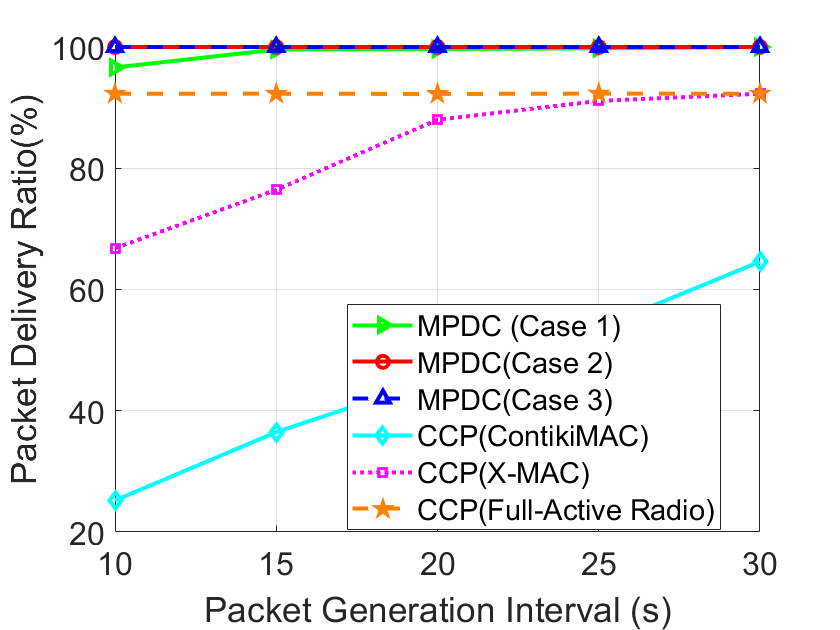 Packet Delivery Ratio(%)
100
80
60
40
20
MPDC (Case 1)
MPDC(Case 2)
MPDC(Case 3)
CCP(ContikiMAC)
CCP(X-MAC)
CCP(Full-Active Radio)
10 15 20 25 30
Packet Generation Interval (s)